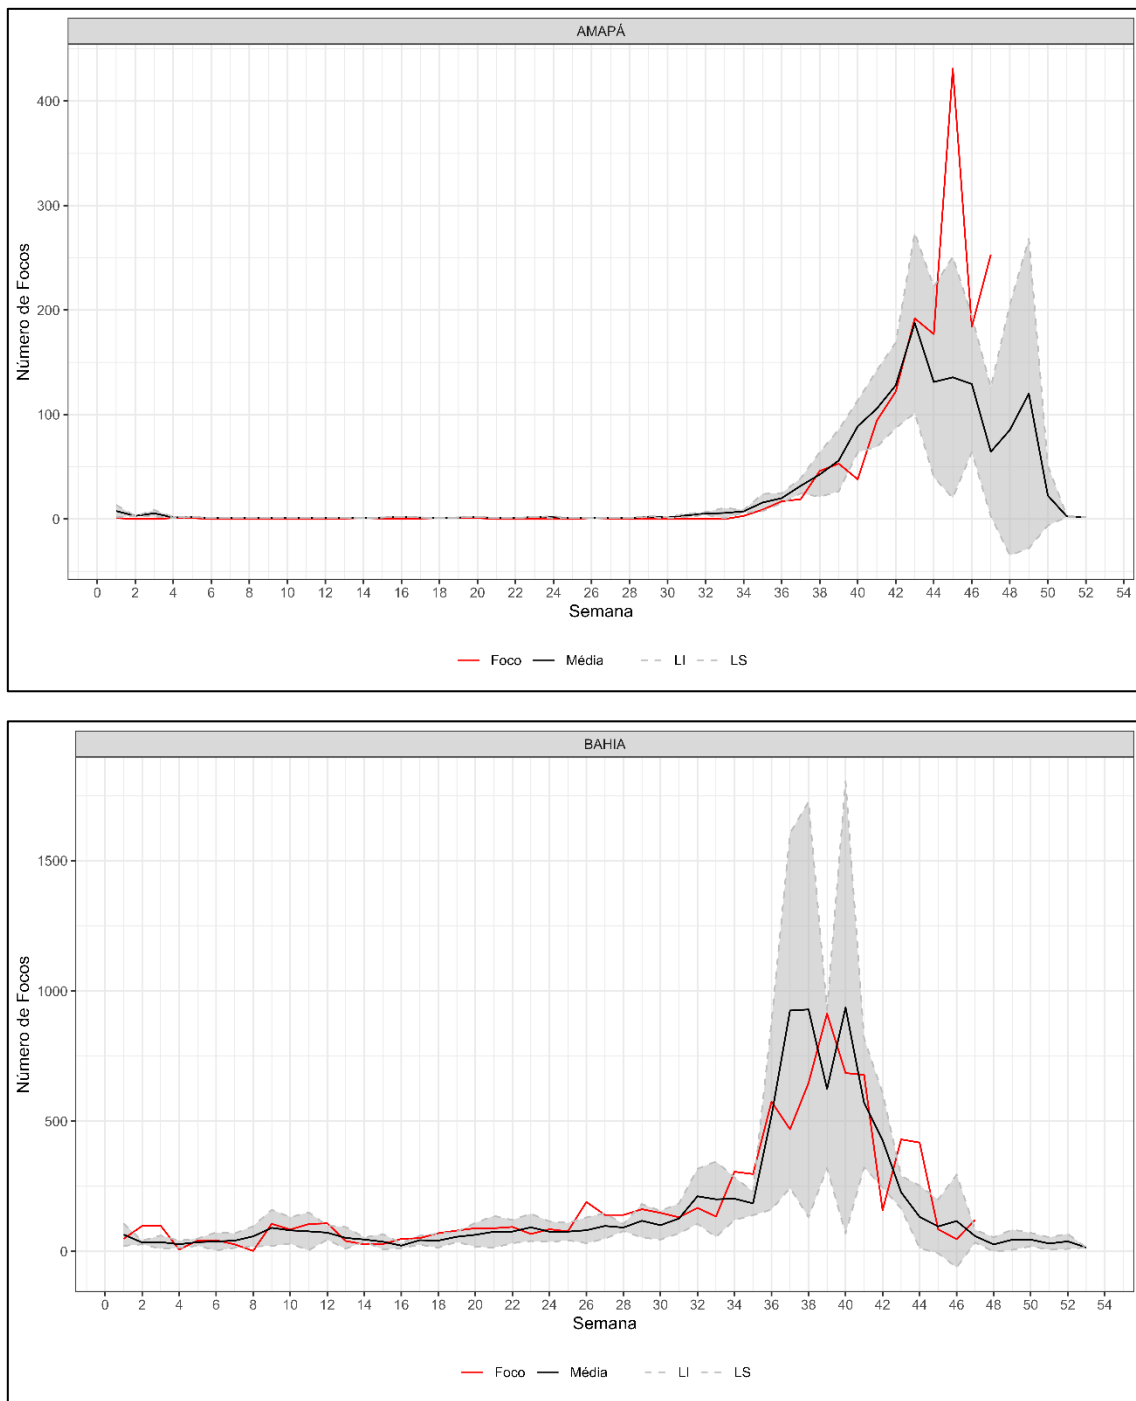 AMAPÁ
Número de Focos
400
300
200
100
0
0 2 4 6 8 10 12 14 16 18 20 22 24 26 28 30 32 34 36 38 40 42 44 46 48 50 52 54
Semana
Foco Média LI LS
BAHIA
Número de Focos
1500
1000
500
0
0 2 4 6 8 10 12 14 16 18 20 22 24 26 28 30 32 34 36 38 40 42 44 46 48 50 52 54
Semana
Foco Média LI LS